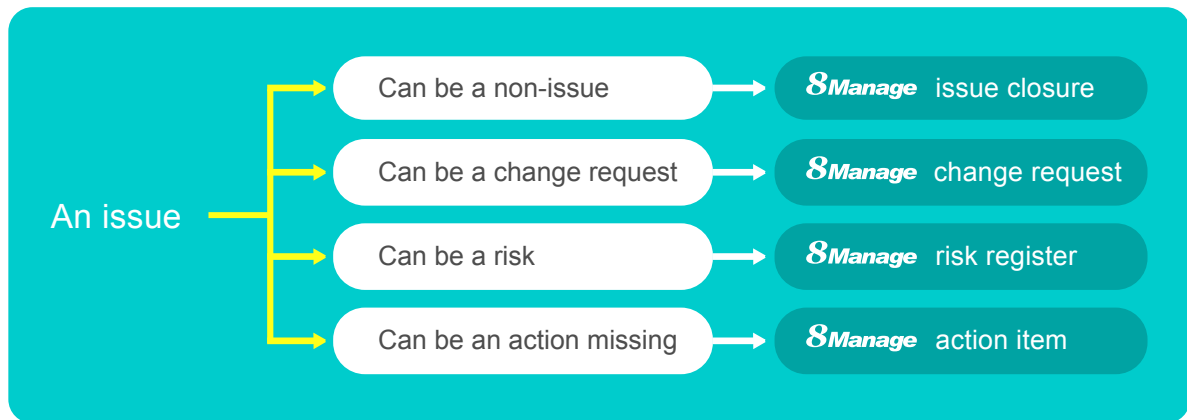 An issue
Can be a non-issue
8Manage issue closure
Can be a change request
8Manage change request
Can be a risk
8Manage risk register
Can be an action missing
8Manage action item